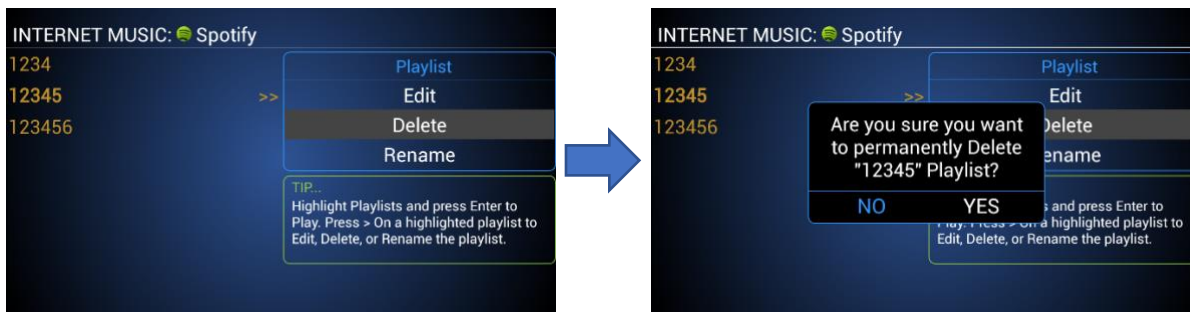 INTERNET MUSIC: Spotify
1234
12345 >>
123456
Playlist
Edit
Delete
Rename
TIP...
Highlight Playlists and press Enter to
Play. Press > On a highlighted playlist to
Edit, Delete, or Rename the playlist.
INTERNET MUSIC: Spotify
1234
12345 >>
123456
Playlist
Edit
Delete
ename
Are you sure you want
to permanently Delete
"12345" Playlist?
NO YES
s and press Enter to
a highlighted playlist to
Edit, Delete, or Rename the playlist.